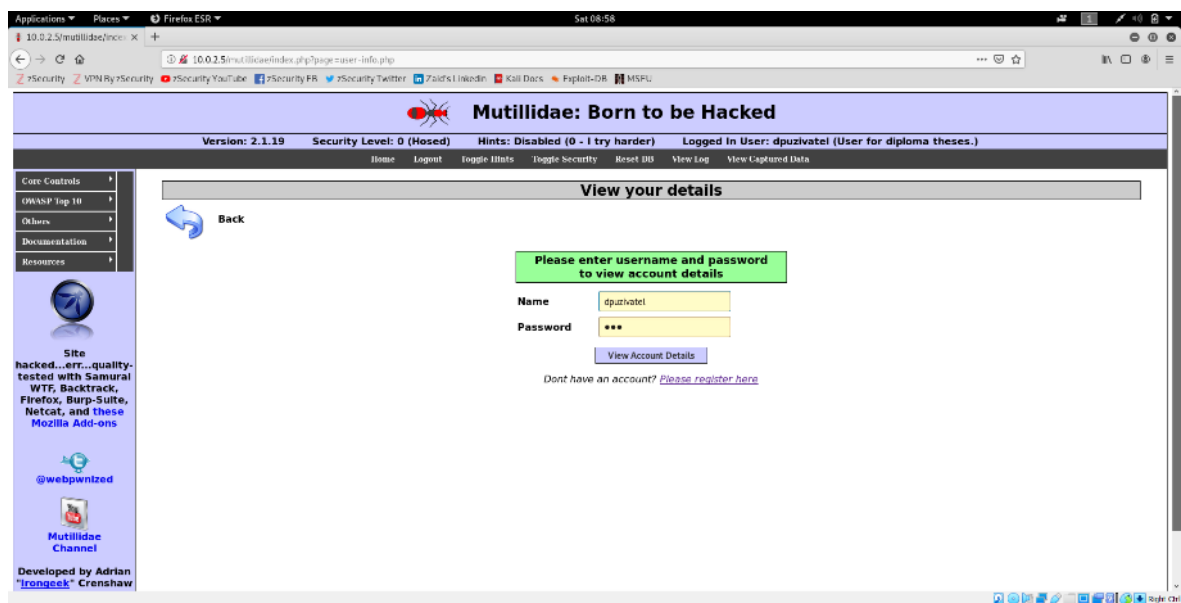 Applications ▾ Places ▾ Firefox ESR ▾ Sat 08:58 1
10.0.2.5/mutillidae/index × +
10.0.2.5/mutillidae/index.php?page=user-info.php
zSecurity VPN By zSecurity zSecurity YouTube zSecurity FB zSecurity Twitter Zaid's Linkedin Kali Docs Exploit-DB MSFU
Mutillidae: Born to be Hacked
Version: 2.1.19 Security Level: 0 (Hosed) Hints: Disabled (0 - I try harder) Logged In User: dpuzivatel (User for diploma theses.)
Home Logout Toggle Hints Toggle Security Reset DB View Log View Captured Data
Core Controls
OWASP Top 10
Others
Documentation
Resources
Site
hacked...err...quality-
tested with Samurai
WTF, Backtrack,
Firefox, Burp-Suite,
Netcat, and these
Mozilla Add-ons
@webpwnized
Mutillidae
Channel
Developed by Adrian
"Irongeek" Crenshaw
View your details
Back
Please enter username and password
to view account details
Name dpuzivatel
Password •••
View Account Details
Dont have an account? Please register here
Right Ctrl